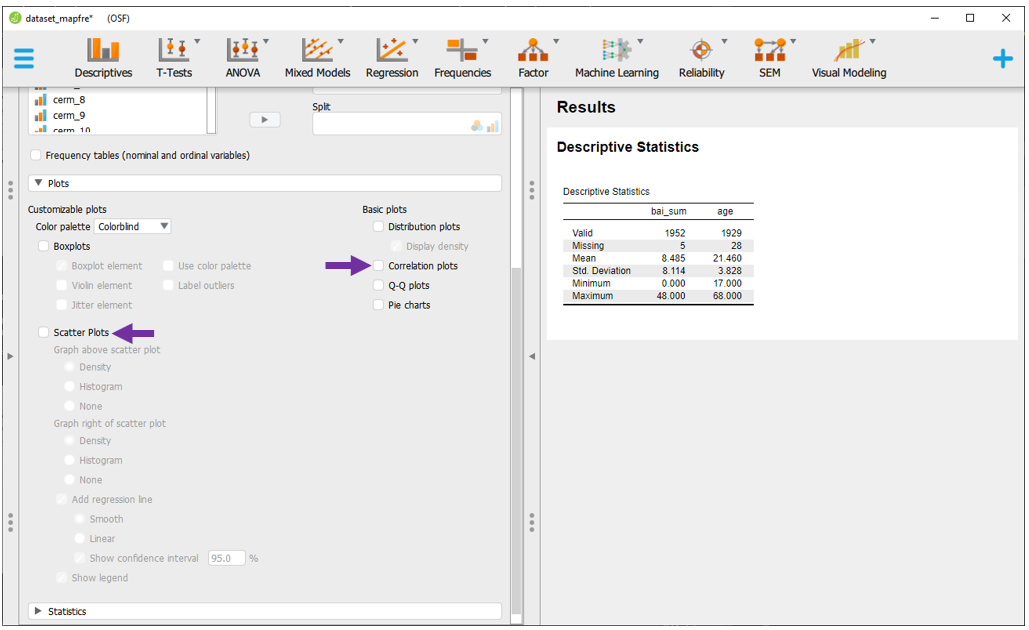 dataset_mapfre* (OSF)
Descriptives T-Tests ANOVA Mixed Models Regression Frequencies Factor Machine Learning Reliability SEM Visual Modeling
cerm_8
cerm_9
cerm_10
Split
Frequency tables (nominal and ordinal variables)
Plots
Customizable plots
Color palette Colorblind
Boxplots
Boxplot element Use color palette
Violin element Label outliers
Jitter element
Scatter Plots
Graph above scatter plot
Density
Histogram
None
Graph right of scatter plot
Density
Histogram
None
Add regression line
Smooth
Linear
Show confidence interval 95.0 %
Show legend
Basic plots
Distribution plots
Display density
Correlation plots
Q-Q plots
Pie charts
Statistics
Results
Descriptive Statistics
Descriptive Statistics
bai_sum age
Valid 1952 1929
Missing 5 28
Mean 8.485 21.460
Std. Deviation 8.114 3.828
Minimum 0.000 17.000
Maximum 48.000 68.000